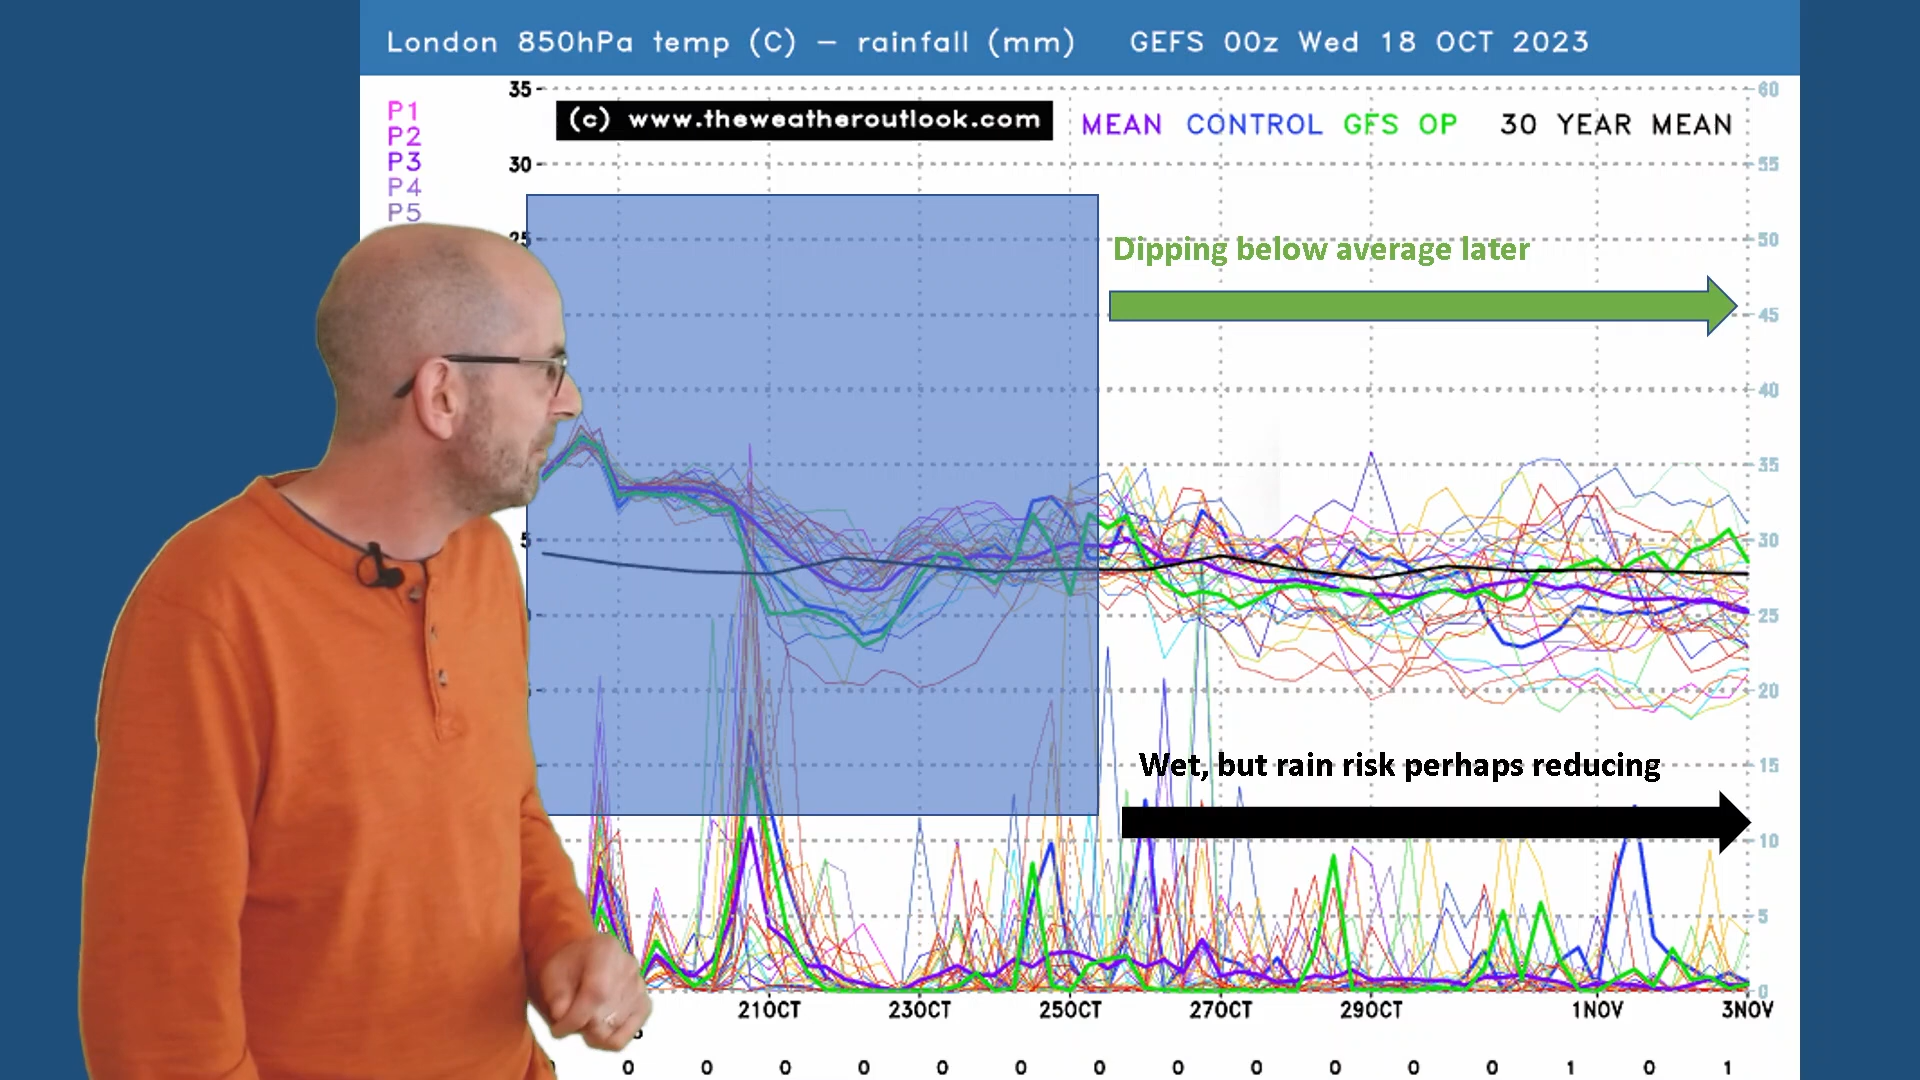 London 850hPa temp (C) – rainfall (mm) GEFS 00z Wed 18 OCT 2023
(c) www.theweatheroutlook.com MEAN CONTROL GFS OP 30 YEAR MEAN
P1
P2
P3
P4
P5
35
30
25
5
60
55
50
45
40
35
30
25
20
15
10
5
0
Dipping below average later
Wet, but rain risk perhaps reducing
21OCT 23OCT 25OCT 27OCT 29OCT 1NOV 3NOV
0 0 0 0 0 0 0 0 0 0 0 0 1 0 1